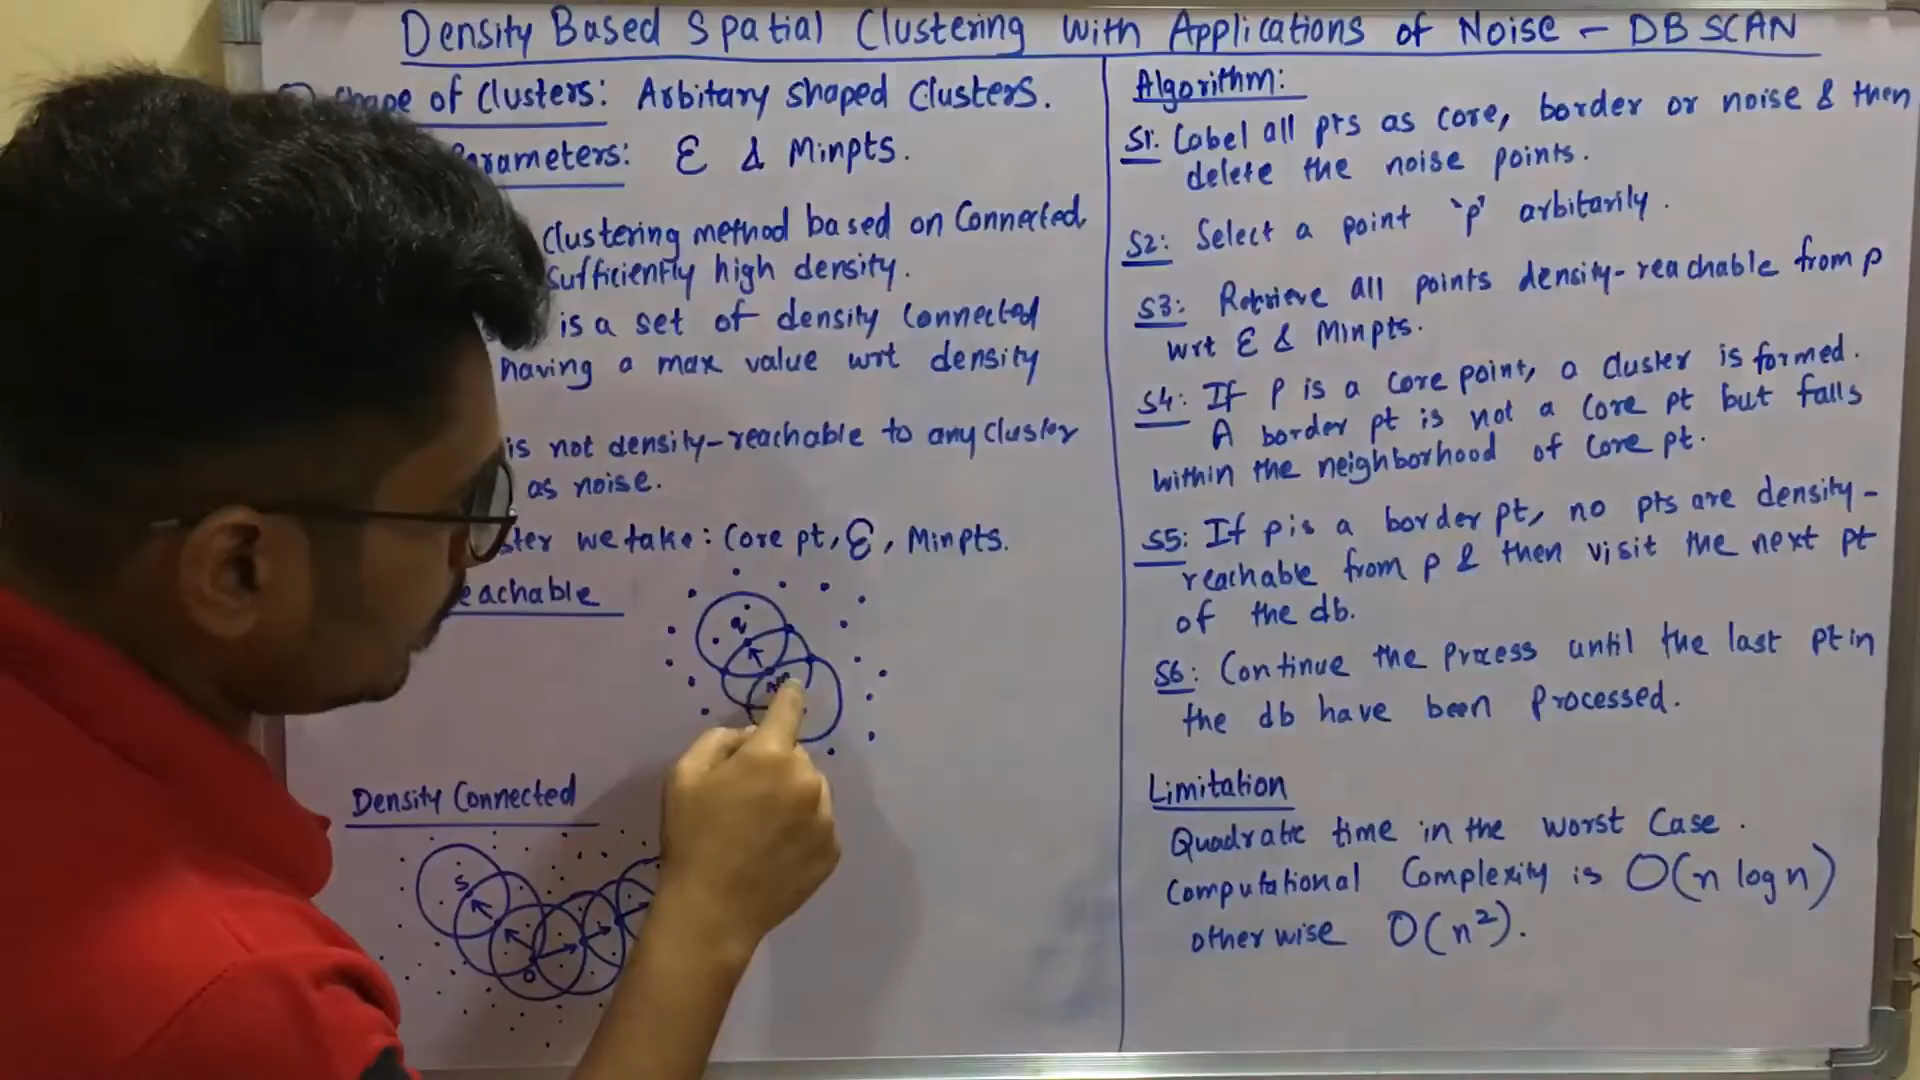 Density Based Spatial Clustering With Applications of Noise – DBSCAN
Shape of Clusters: Arbitary shaped Clusters.
Parameters: ε & Minpts.
clustering method based on Connected
sufficiently high density.
is a set of density Connected
having a max value wrt density
is not density-reachable to any cluster
as noise.
we take: Core pt, ε, Minpts.
q
Density Connected
S
O
Algorithm:
S1: Label all pts as core, border or noise & then
delete the noise points.
S2: Select a point 'p' arbitarily.
S3: Retrieve all points density-reachable from p
wrt ε & Minpts.
S4: If P is a core point, a cluster is formed.
A border pt is not a core pt but falls
within the neighborhood of core pt.
S5: If p is a border pt, no pts are density-
reachable from p & then visit the next pt
of the db.
S6: Continue the process until the last pt in
the db have been processed.
Limitation
Quadratic time in the worst case.
Computational Complexity is O(n log n)
otherwise O(n²).